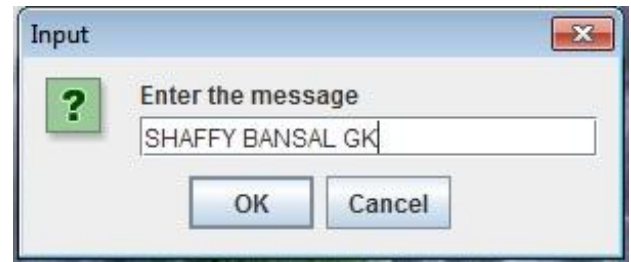 Input
?
Enter the message
SHAFFY BANSAL GK
OK
Cancel